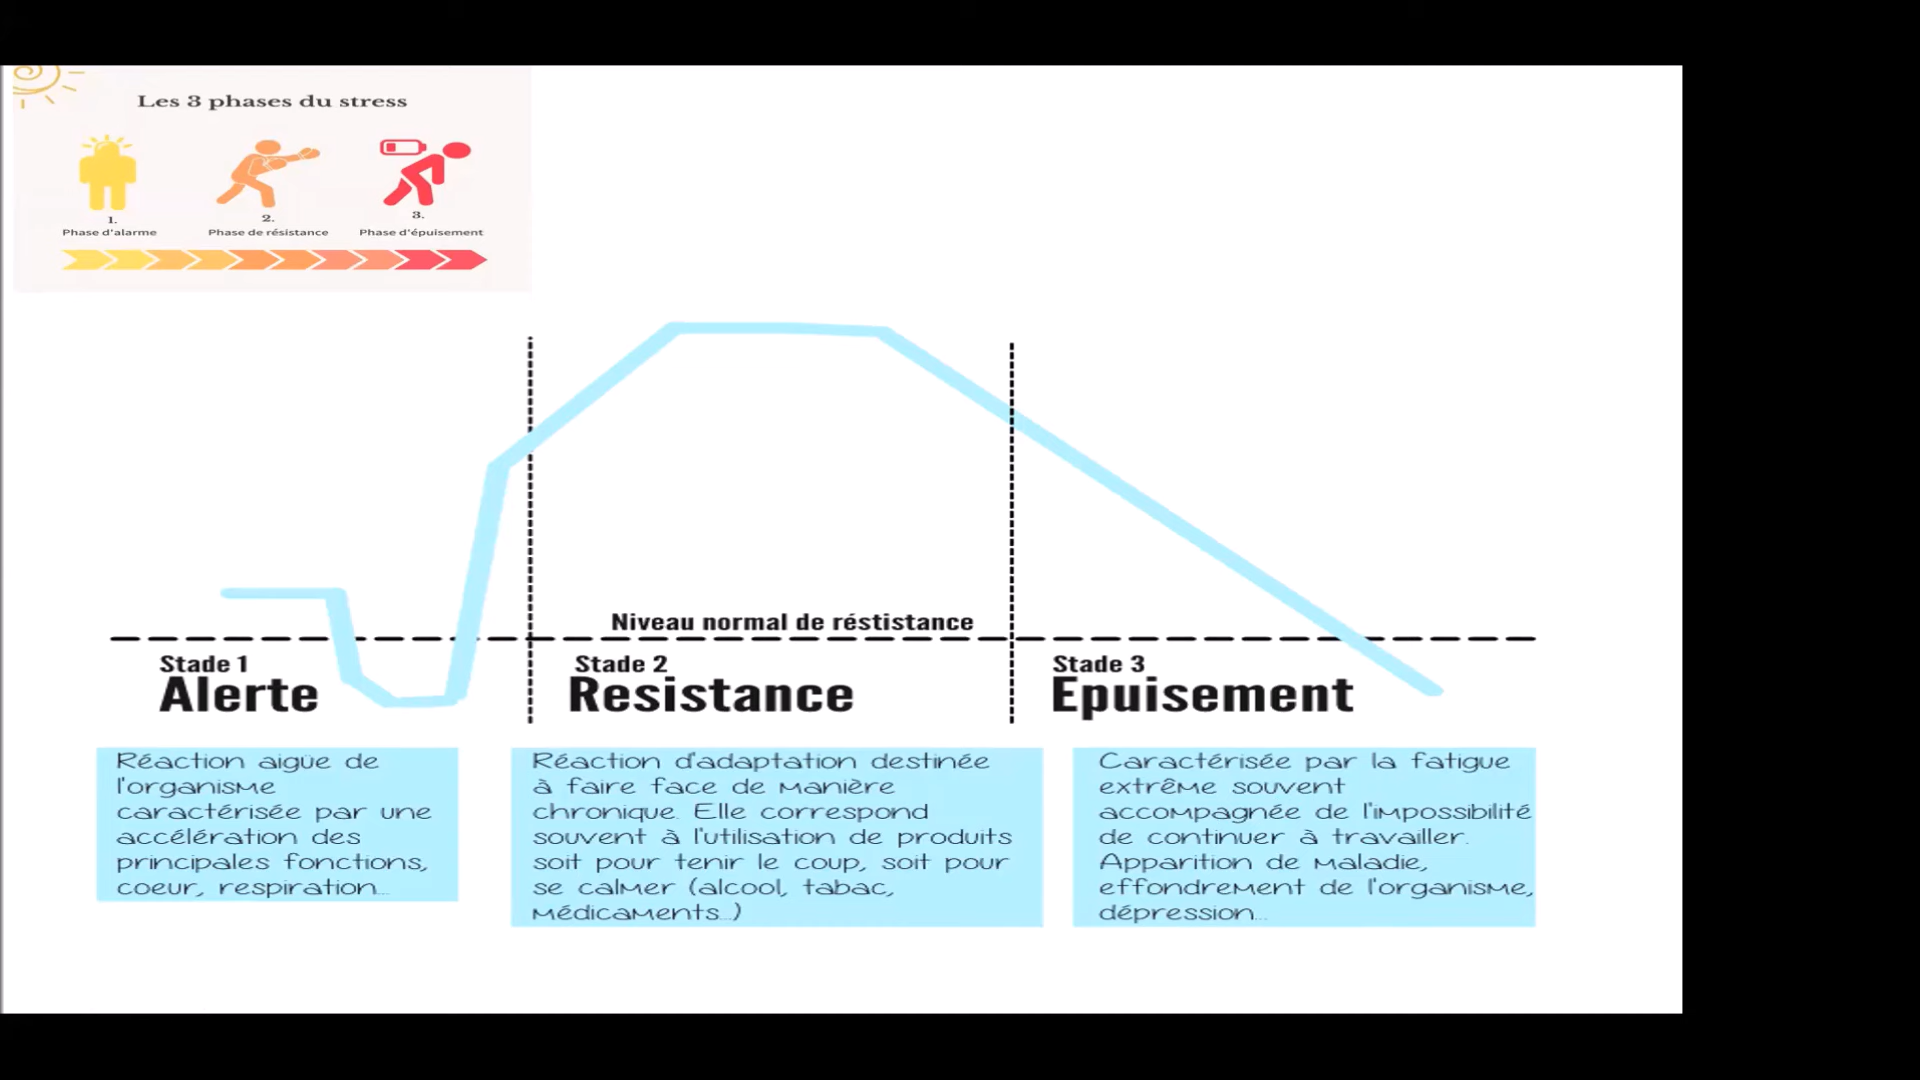 Les 3 phases du stress
1.
Phase d'alarme
2.
Phase de résistance
3.
Phase d'épuisement
Niveau normal de réstistance
Stade 1
Alerte
Stade 2
Resistance
Stade 3
Epuisement
Réaction aigüe de
l'organisme
caractérisée par une
accélération des
principales fonctions,
coeur, respiration...
Réaction d'adaptation destinée
à faire face de manière
chronique. Elle correspond
souvent à l'utilisation de produits
soit pour tenir le coup, soit pour
se calmer (alcool, tabac,
médicaments...)
Caractérisée par la fatigue
extrême souvent
accompagnée de l'impossibilité
de continuer à travailler.
Apparition de maladie,
effondrement de l'organisme,
dépression...